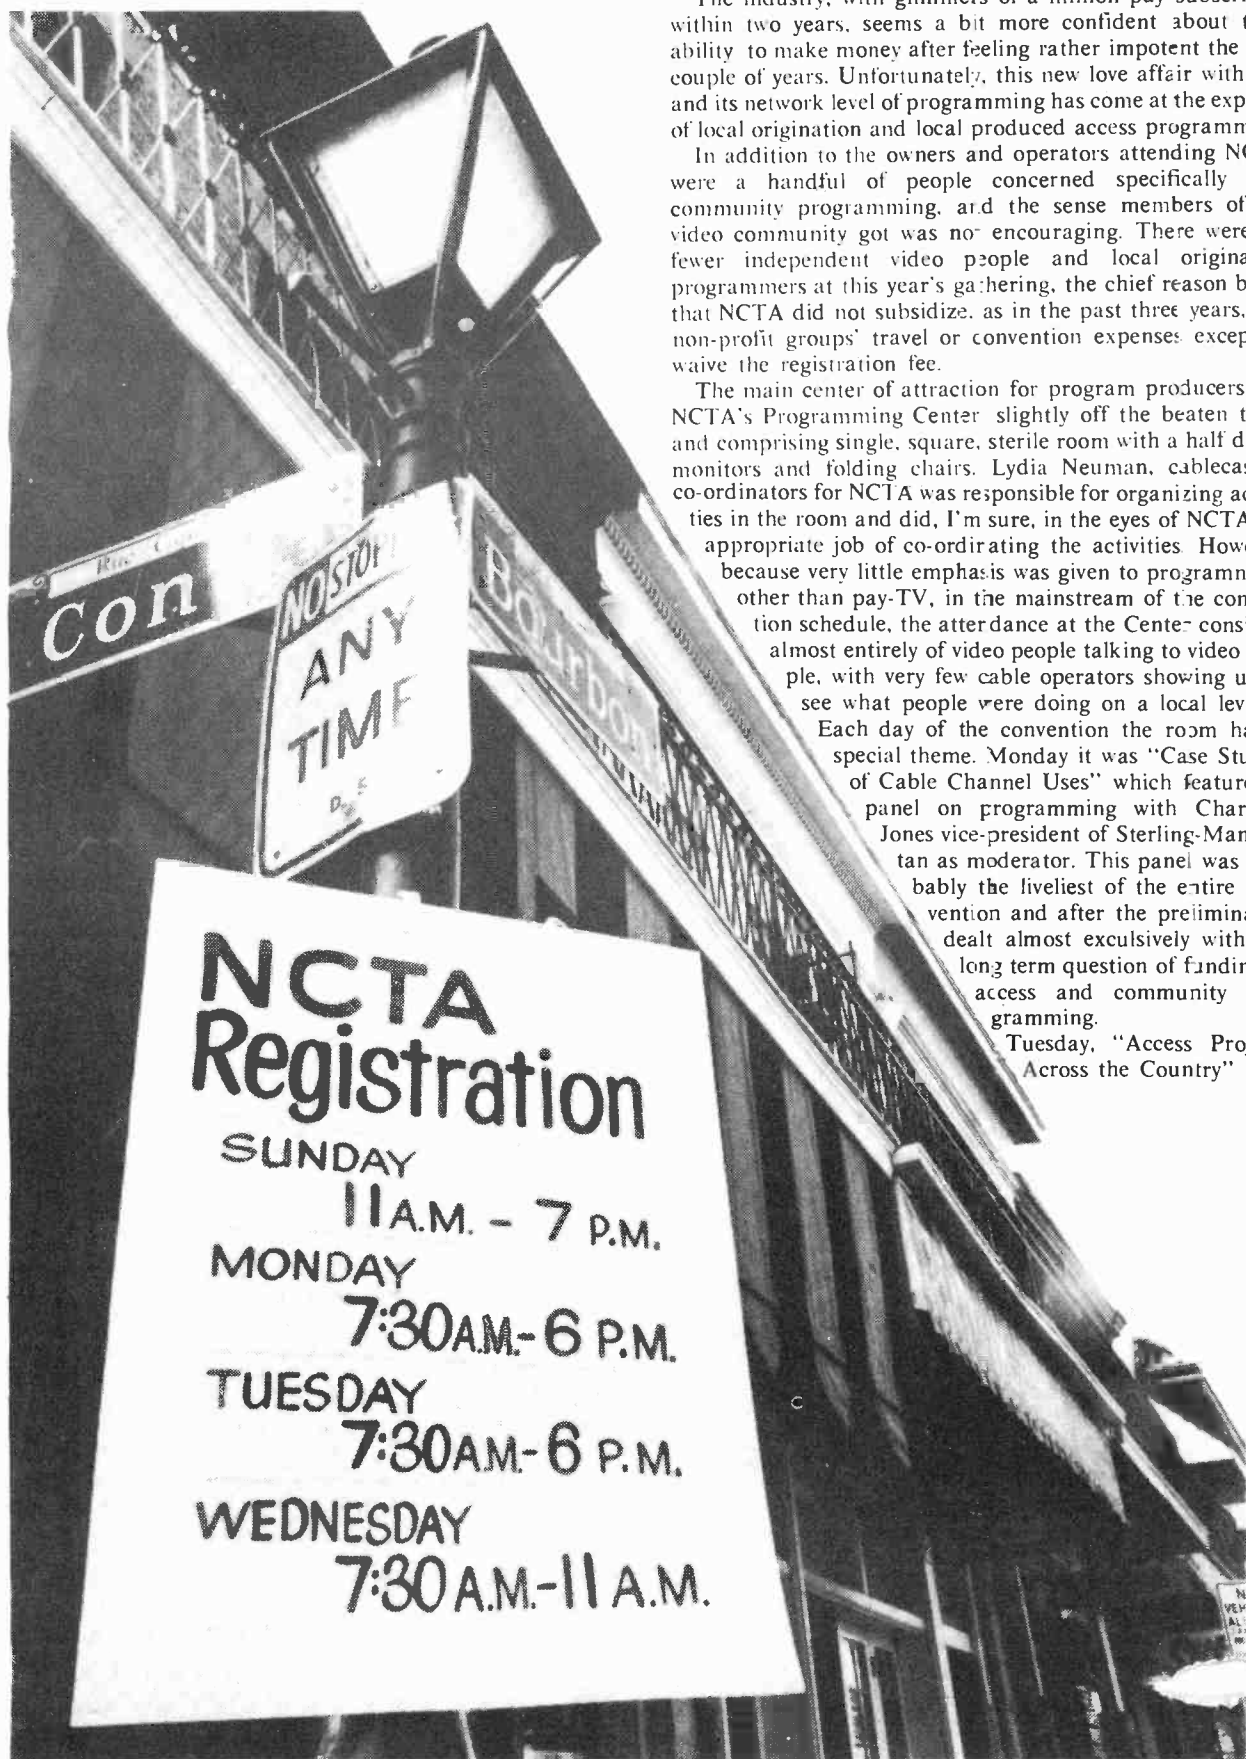 within two years, seems a bit more confident about
ability to make money after feeling rather impotent the
couple of years. Unfortunately, this new love affair with
and its network level of programming has come at the exp
of local origination and local produced access programm
In addition to the owners and operators attending NC
were a handful of people concerned specifically
community programming, and the sense members of
video community got was not encouraging. There were
fewer independent video people and local origina
programmers at this year's gathering, the chief reason b
that NCTA did not subsidize, as in the past three years,
non-profit groups' travel or convention expenses excep
waive the registration fee.
The main center of attraction for program producers
NCTA's Programming Center slightly off the beaten t
and comprising single, square, sterile room with a half d
monitors and folding chairs. Lydia Neuman, cablecas
co-ordinators for NCTA was responsible for organizing ac
ties in the room and did, I'm sure, in the eyes of NCTA
appropriate job of co-ordirating the activities. Howe
because very little emphasis was given to programm
other than pay-TV, in the mainstream of the con
tion schedule, the atterdance at the Center cons
almost entirely of video people talking to video
ple, with very few cable operators showing u
see what people were doing on a local lev
Each day of the convention the room ha
special theme. Monday it was "Case Stu
of Cable Channel Uses" which feature
panel on programming with Char
Jones vice-president of Sterling-Man
tan as moderator. This panel was
bably the liveliest of the entire
vention and after the preiimina
dealt almost exculsively with
long term question of fundin
access and community
gramming.
Tuesday, "Access Pro
Across the Country"
Con
NO STOP
ANY
TIME
Bourbon
NCTA
Registration
SUNDAY
11 A.M. - 7 P.M.
MONDAY
7:30 A.M. - 6 P.M.
TUESDAY
7:30 AM. - 6 P.M.
WEDNESDAY
7:30 A.M. - 11 A.M.